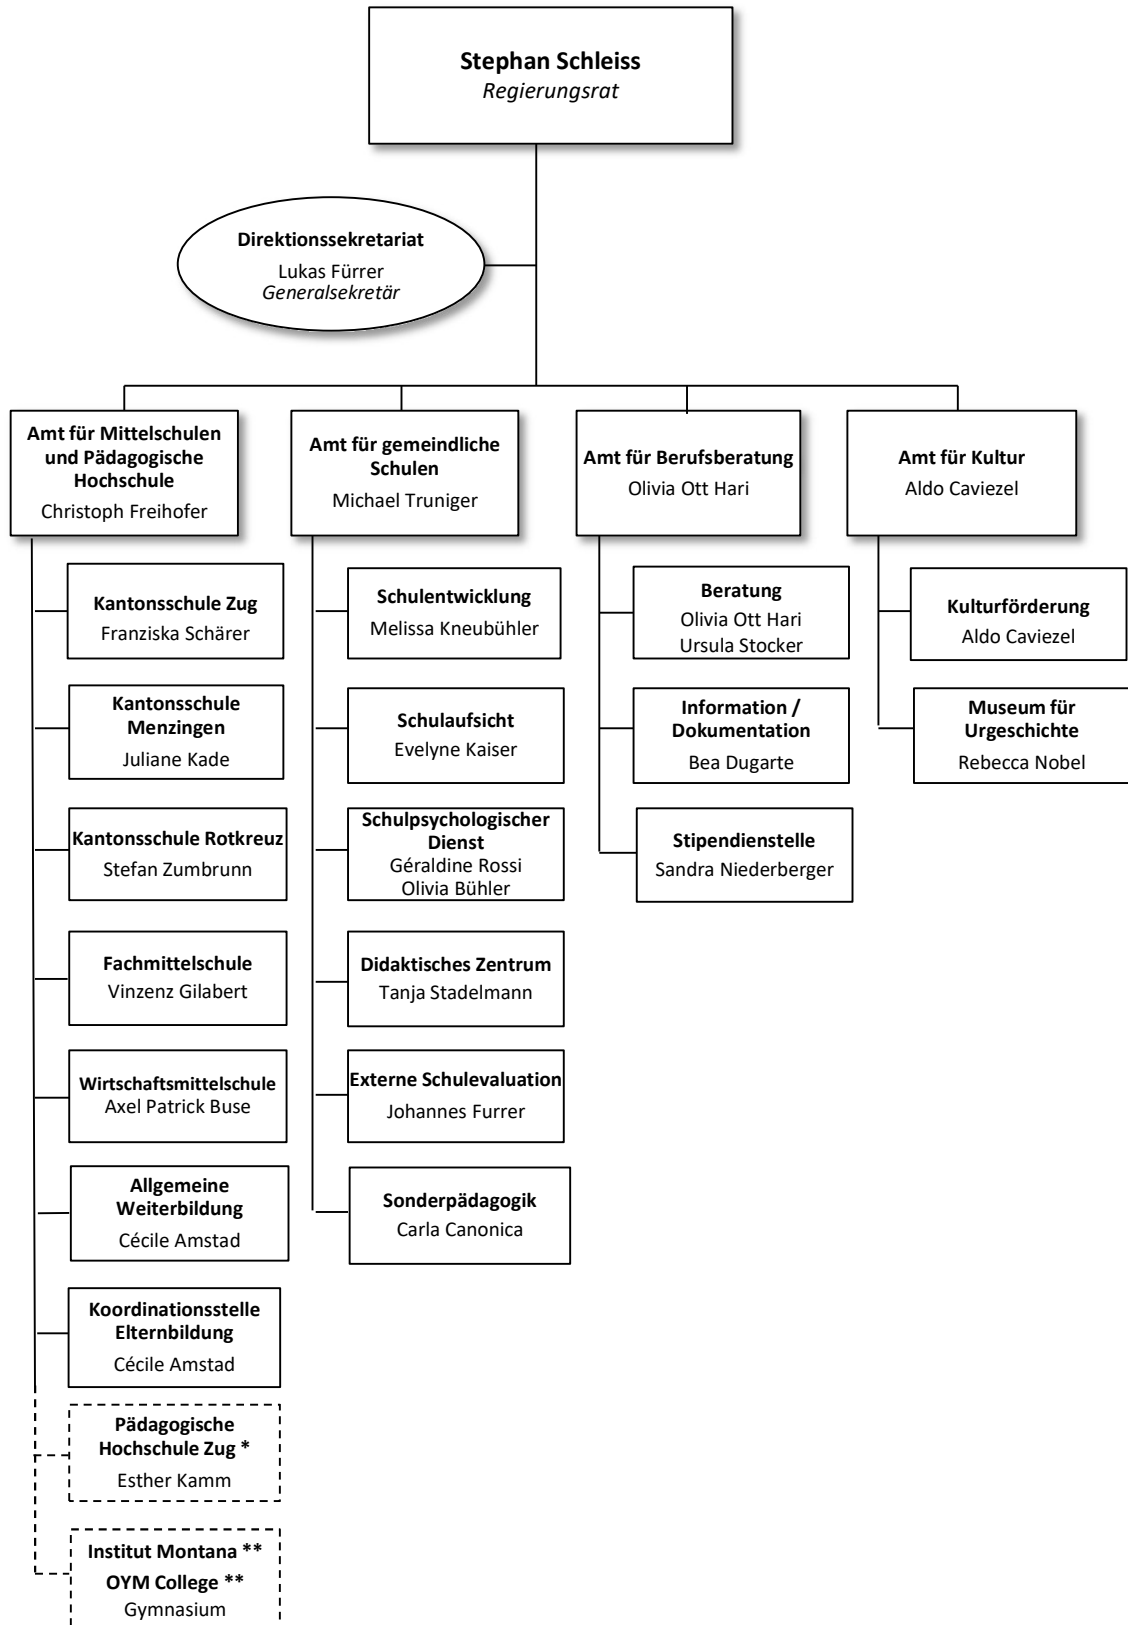 Stephan Schleiss
Regierungsrat
Direktionssekretariat
Lukas Fürrer
Generalsekretär
Amt für Mittelschulen
und Pädagogische
Hochschule
Christoph Freihofer
Kantonsschule Zug
Franziska Schärer
Kantonsschule
Menzingen
Juliane Kade
Kantonsschule Rotkreuz
Stefan Zumbrunn
Fachmittelschule
Vinzenz Gilabert
Wirtschaftsmittelschule
Axel Patrick Buse
Allgemeine
Weiterbildung
Cécile Amstad
Koordinationsstelle
Elternbildung
Cécile Amstad
Pädagogische
Hochschule Zug *
Esther Kamm
Institut Montana **
OYM College **
Gymnasium
Amt für gemeindliche
Schulen
Michael Truniger
Schulentwicklung
Melissa Kneubühler
Schulaufsicht
Evelyne Kaiser
Schulpsychologischer
Dienst
Géraldine Rossi
Olivia Bühler
Didaktisches Zentrum
Tanja Stadelmann
Externe Schulevaluation
Johannes Furrer
Sonderpädagogik
Carla Canonica
Amt für Berufsberatung
Olivia Ott Hari
Beratung
Olivia Ott Hari
Ursula Stocker
Information /
Dokumentation
Bea Dugarte
Stipendienstelle
Sandra Niederberger
Amt für Kultur
Aldo Caviezel
Kulturförderung
Aldo Caviezel
Museum für
Urgeschichte
Rebecca Nobel